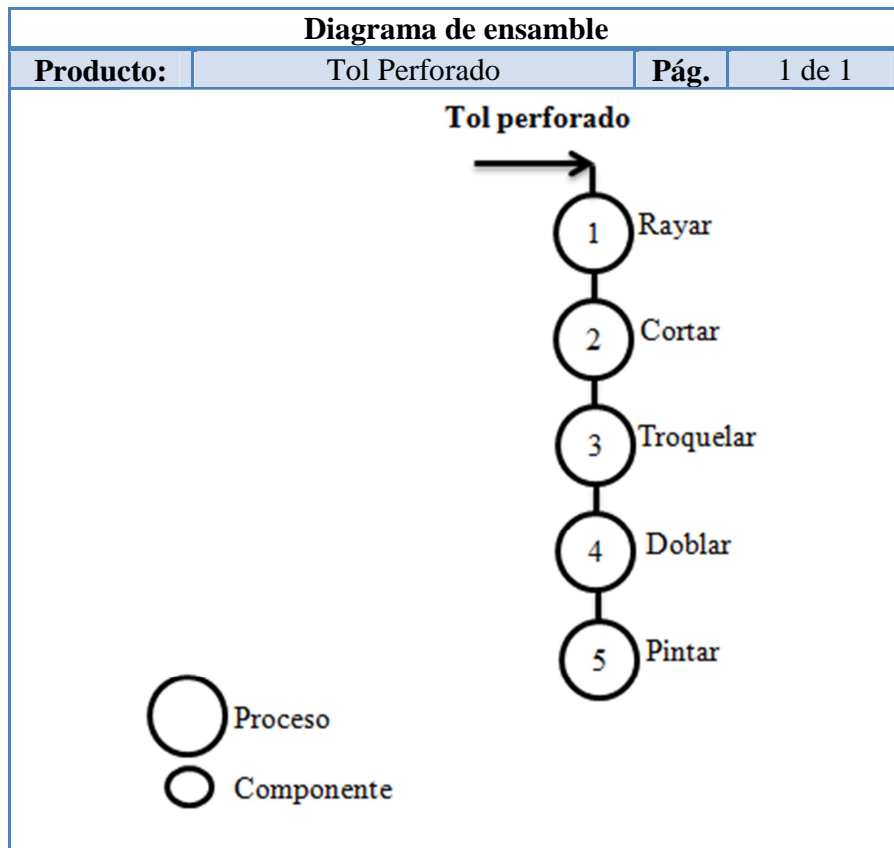 Diagrama de ensamble
Producto: Tol Perforado Pág. 1 de 1
Tol perforado
1 Rayar
2 Cortar
3 Troquelar
4 Doblar
5 Pintar
Proceso
Componente